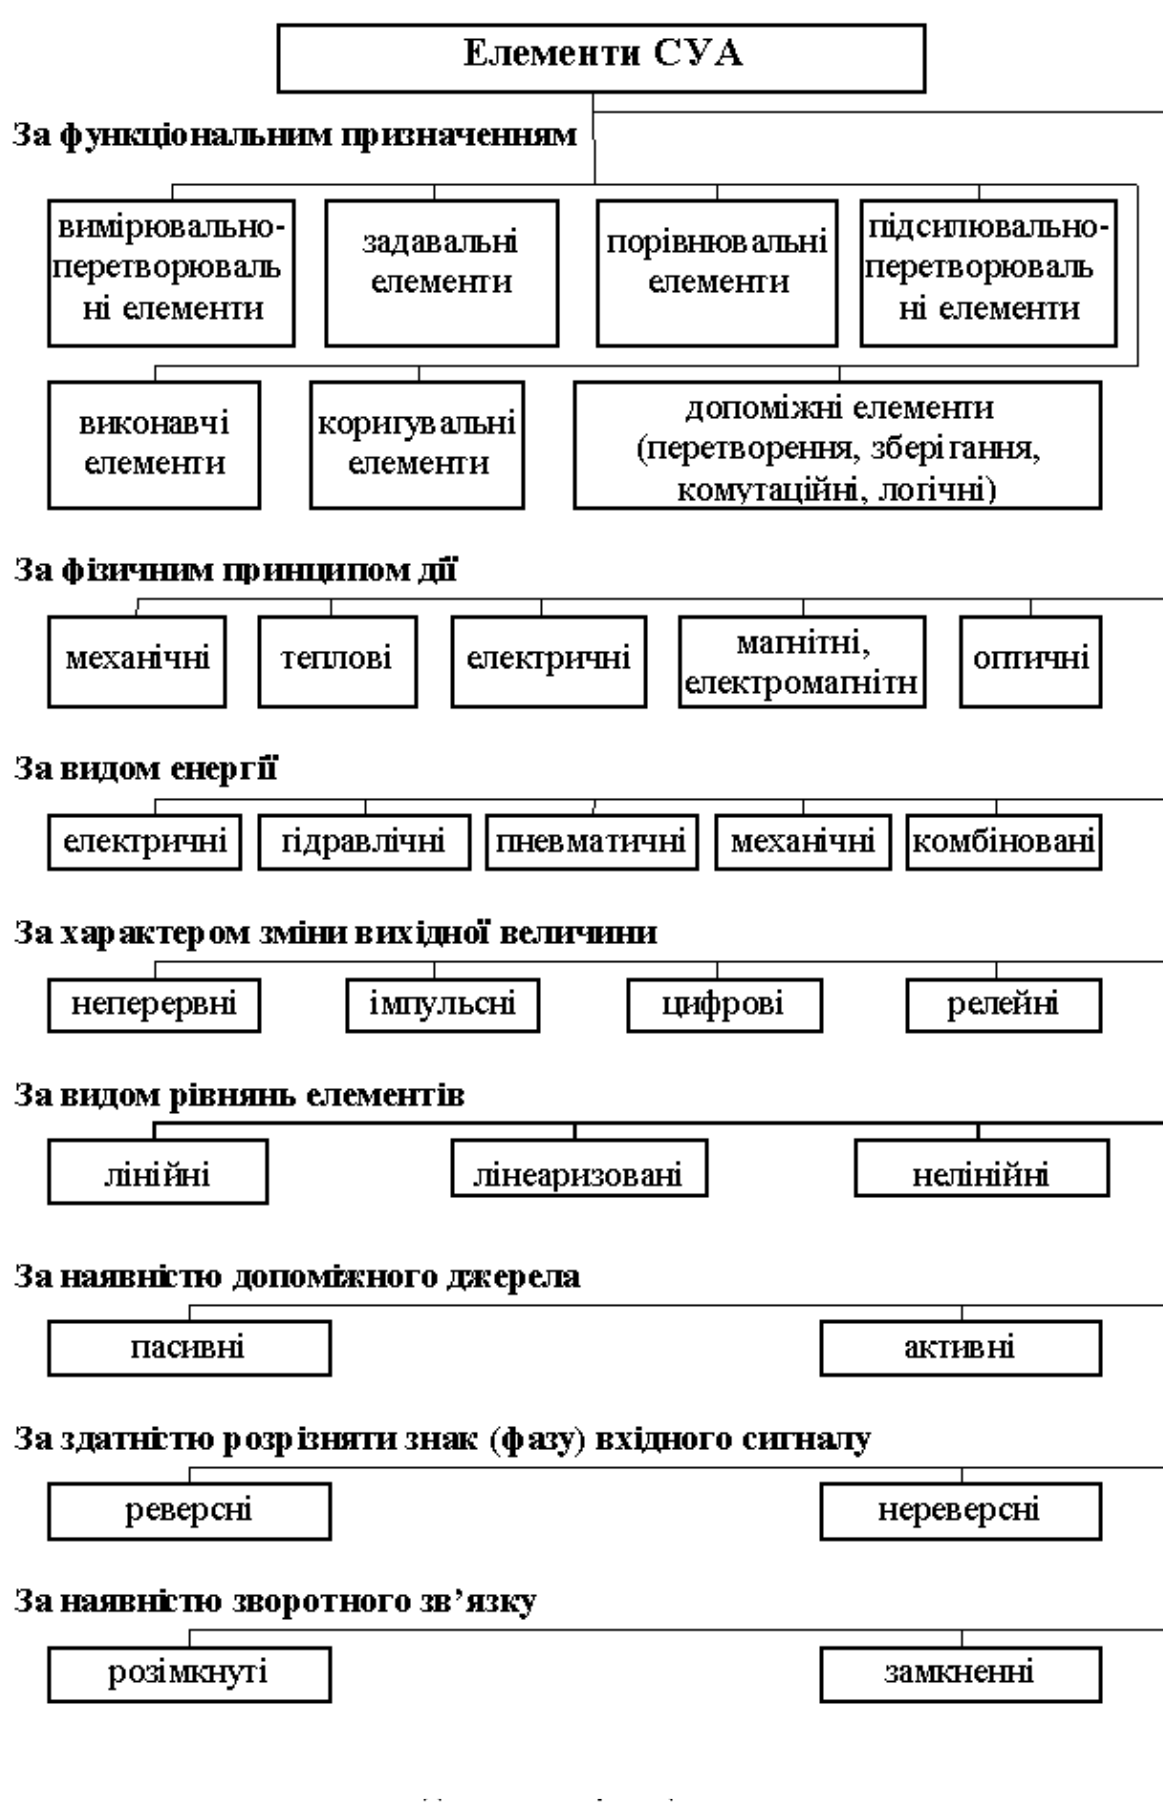 Елементи СУА
За функціональним призначенням
вимірювально-
перетворюваль
ні елементи
задавальні
елементи
порівнювальні
елементи
підсилювально-
перетворюваль
ні елементи
виконавчі
елементи
коригувальні
елементи
допоміжні елементи
(перетворення, зберігання,
комутаційні, логічні)
За фізичним принципом дії
механічні
теплові
електричні
магнітні,
електромагнітн
оптичні
За видом енергії
електричні
гідравлічні
пневматичні
механічні
комбіновані
За характером зміни вихідної величини
неперервні
імпульсні
цифрові
релейні
За видом рівнянь елементів
лінійні
лінеаризовані
нелінійні
За наявністю допоміжного джерела
пасивні
активні
За здатністю розрізняти знак (фазу) вхідного сигналу
реверсні
нереверсні
За наявністю зворотного зв’язку
розімкнуті
замкненні